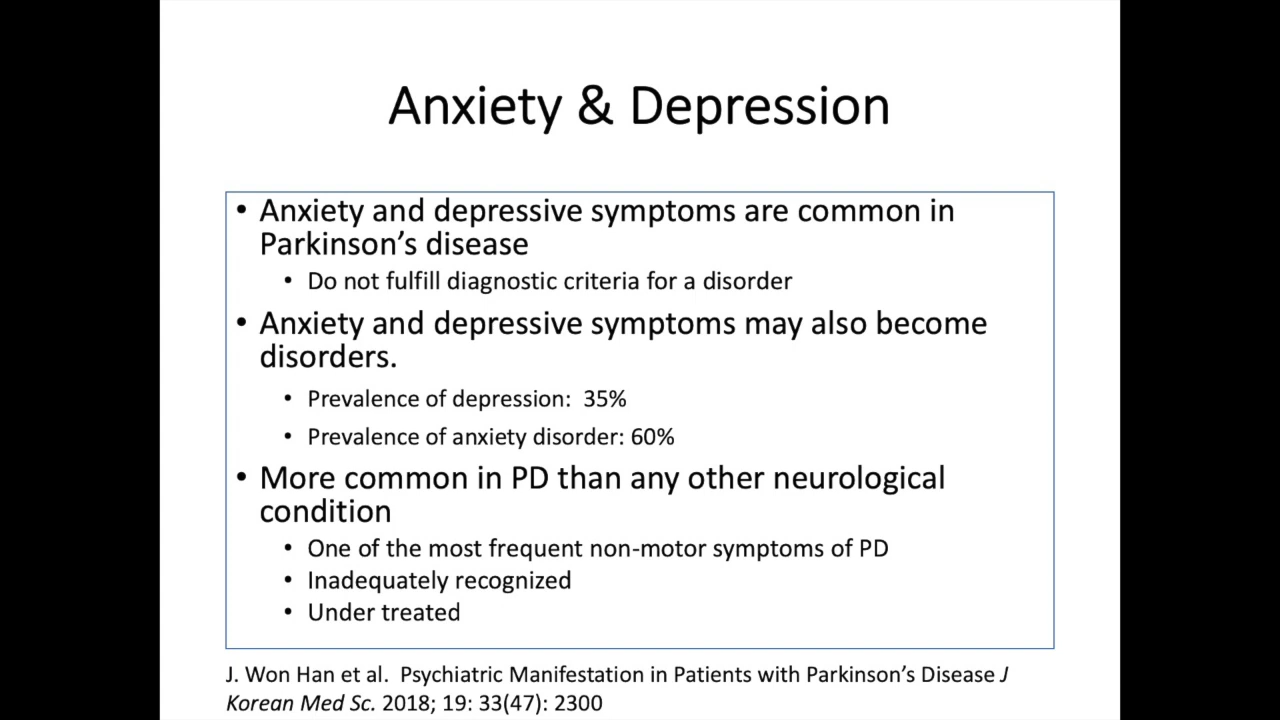 Anxiety & Depression
• Anxiety and depressive symptoms are common in
Parkinson’s disease
• Do not fulfill diagnostic criteria for a disorder
• Anxiety and depressive symptoms may also become
disorders.
• Prevalence of depression:  35%
• Prevalence of anxiety disorder: 60%
• More common in PD than any other neurological
condition
• One of the most frequent non-motor symptoms of PD
• Inadequately recognized
• Under treated
J. Won Han et al.  Psychiatric Manifestation in Patients with Parkinson’s Disease J
Korean Med Sc. 2018; 19: 33(47): 2300